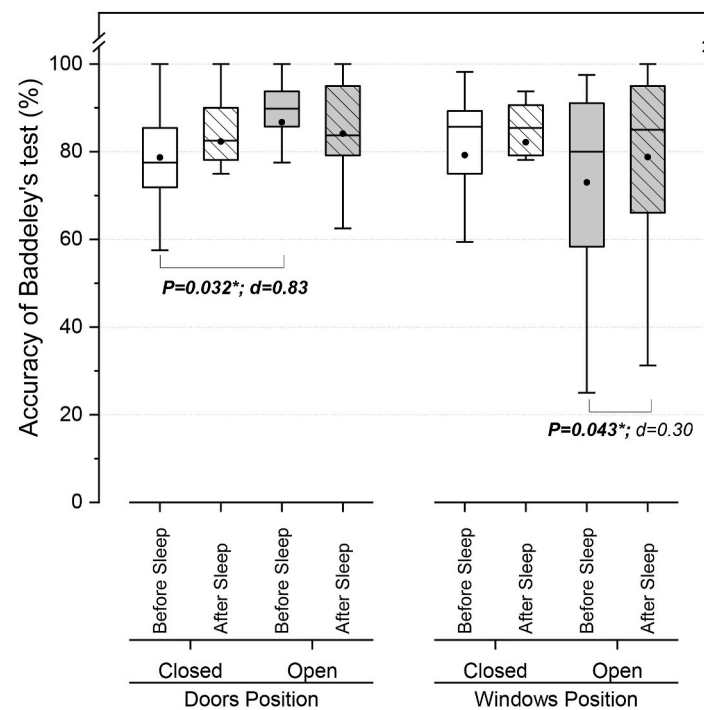 Accuracy of Baddeley's test (%)
100
80
60
40
20
0
P=0.032*; d=0.83
P=0.043*; d=0.30
Before Sleep
After Sleep
Before Sleep
After Sleep
Before Sleep
After Sleep
Before Sleep
After Sleep
Closed Open Closed Open
Doors Position Windows Position